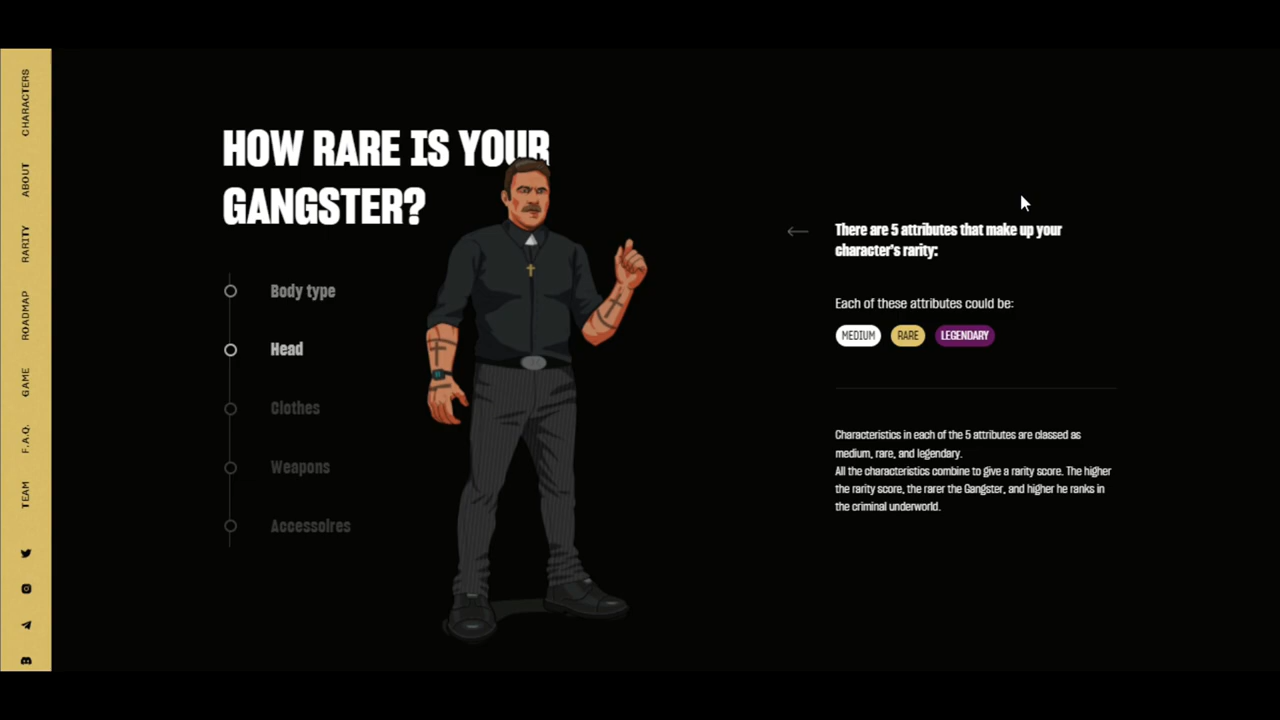 CHARACTERS
ABOUT
RARITY
ROADMAP
GAME
F.A.Q.
TEAM
HOW RARE IS YOUR
GANGSTER?
Body type
Head
Clothes
Weapons
Accessoires
There are 5 attributes that make up your
character's rarity:
Each of these attributes could be:
MEDIUM RARE LEGENDARY
Characteristics in each of the 5 attributes are classed as
medium, rare, and legendary.
All the characteristics combine to give a rarity score. The higher
the rarity score, the rarer the Gangster, and higher he ranks in
the criminal underworld.